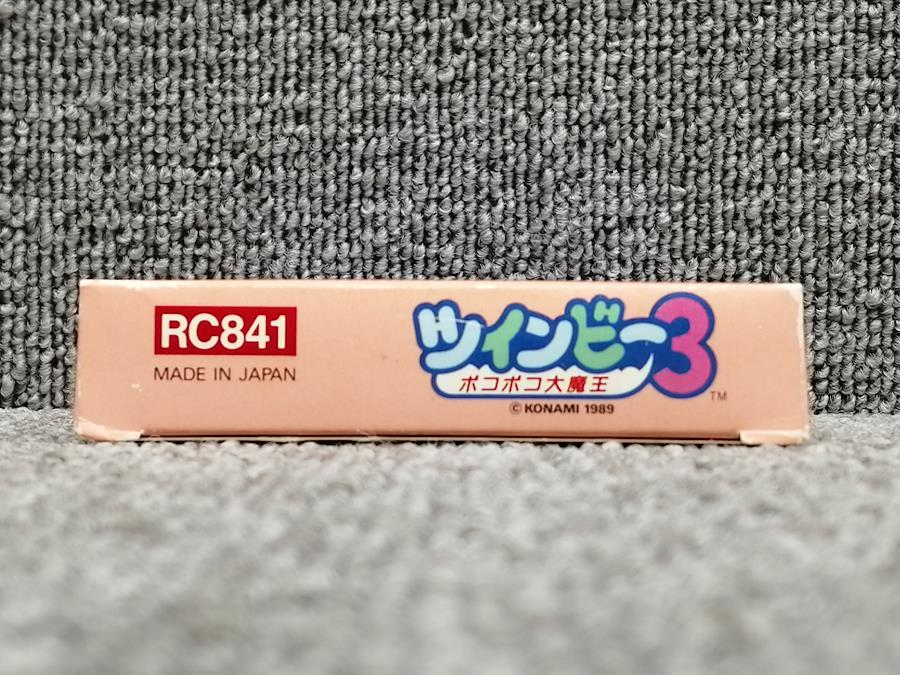 RC841
MADE IN JAPAN
ツインビー3
ポコポコ大魔王
TM
©KONAMI 1989